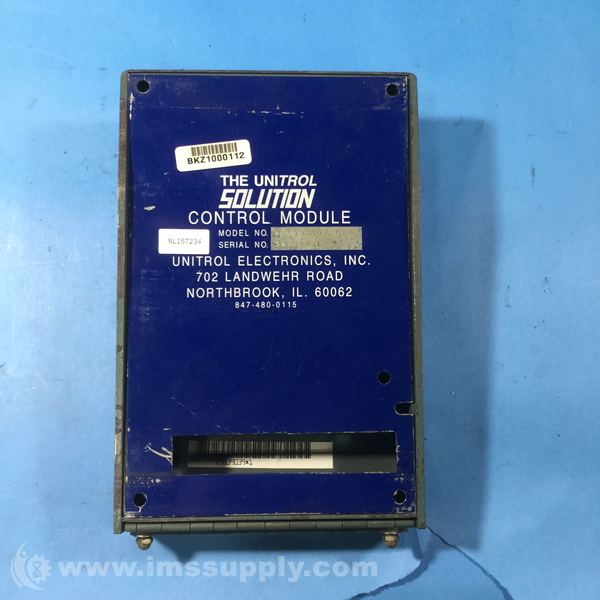 BKZ1000112
THE UNITROL
SOLUTION
CONTROL MODULE
MODEL NO.
NLI57234
SERIAL NO.
UNITROL ELECTRONICS, INC.
702 LANDWEHR ROAD
NORTHBROOK, IL. 60062
847-480-0115
www.imssupply.com